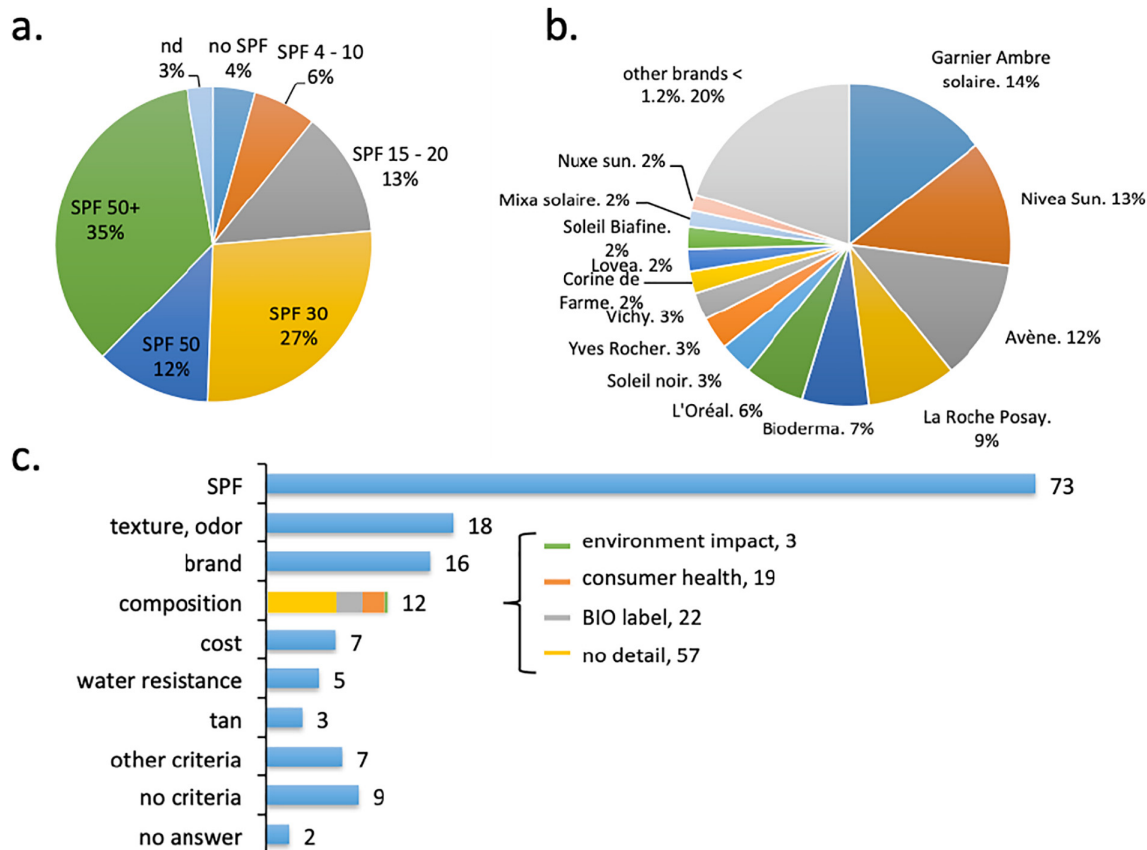 a.
nd
3%
no SPF
4%
SPF 4 - 10
6%
SPF 15 - 20
13%
SPF 30
27%
SPF 50
12%
SPF 50+
35%
b.
Garnier Ambre
solaire. 14%
Nivea Sun. 13%
Avène. 12%
La Roche Posay.
9%
Bioderma. 7%
L'Oréal. 6%
Soleil noir. 3%
Yves Rocher. 3%
Vichy. 3%
Corine de
Farme. 2%
Lovea. 2%
Soleil Biafine.
2%
Mixa solaire. 2%
Nuxe sun. 2%
other brands <
1.2%. 20%
c.
SPF 73
texture, odor 18
brand 16
composition 12
cost 7
water resistance 5
tan 3
other criteria 7
no criteria 9
no answer 2
environment impact, 3
consumer health, 19
BIO label, 22
no detail, 57